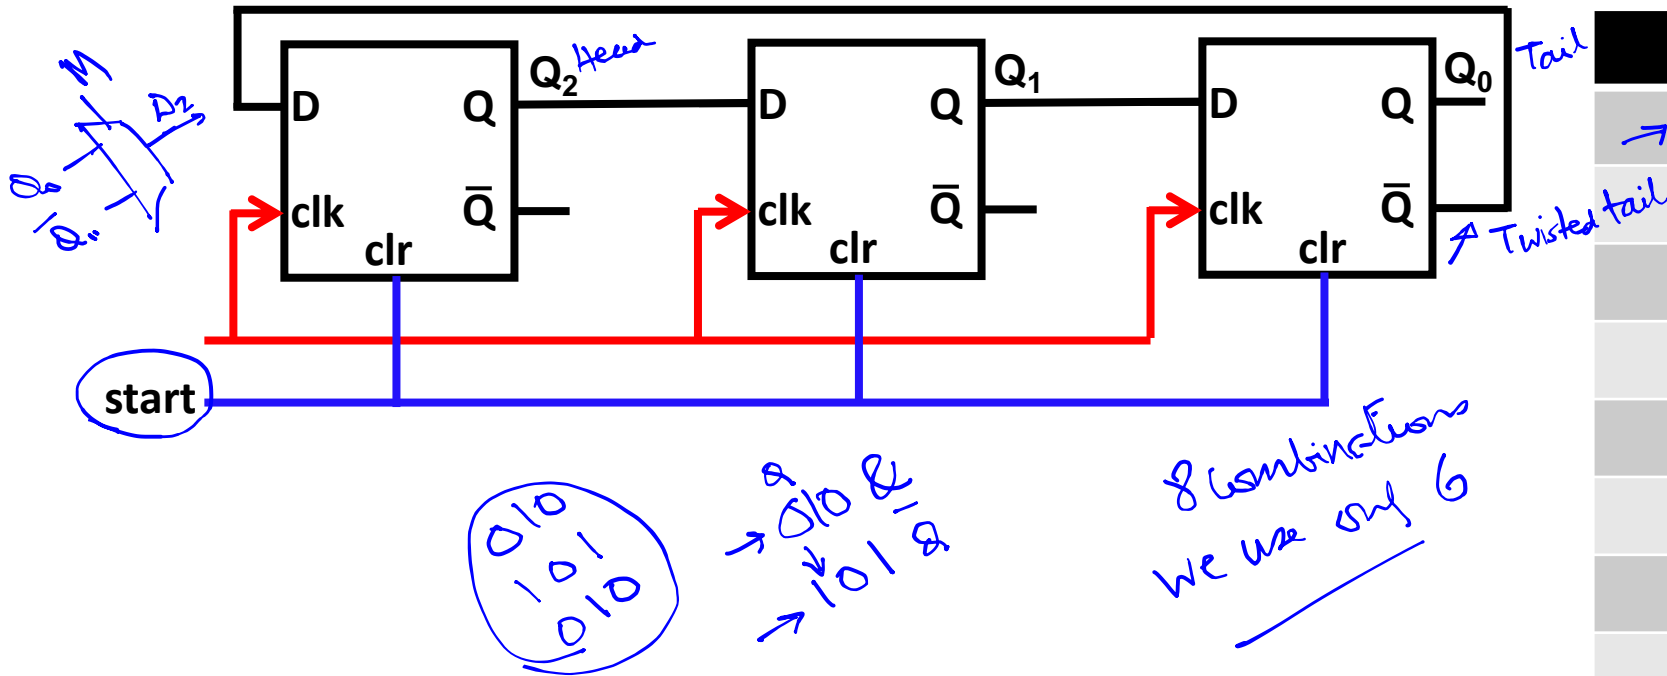 Q2 Head
Q1
Q0
Tail
M
D2
D
Q
D
Q
D
Q
Q̅
Q̅
Q̅
clk
clk
clk
clr
clr
clr
Twisted tail
start
010
101
010
010
101
8 combinations
we use only 6